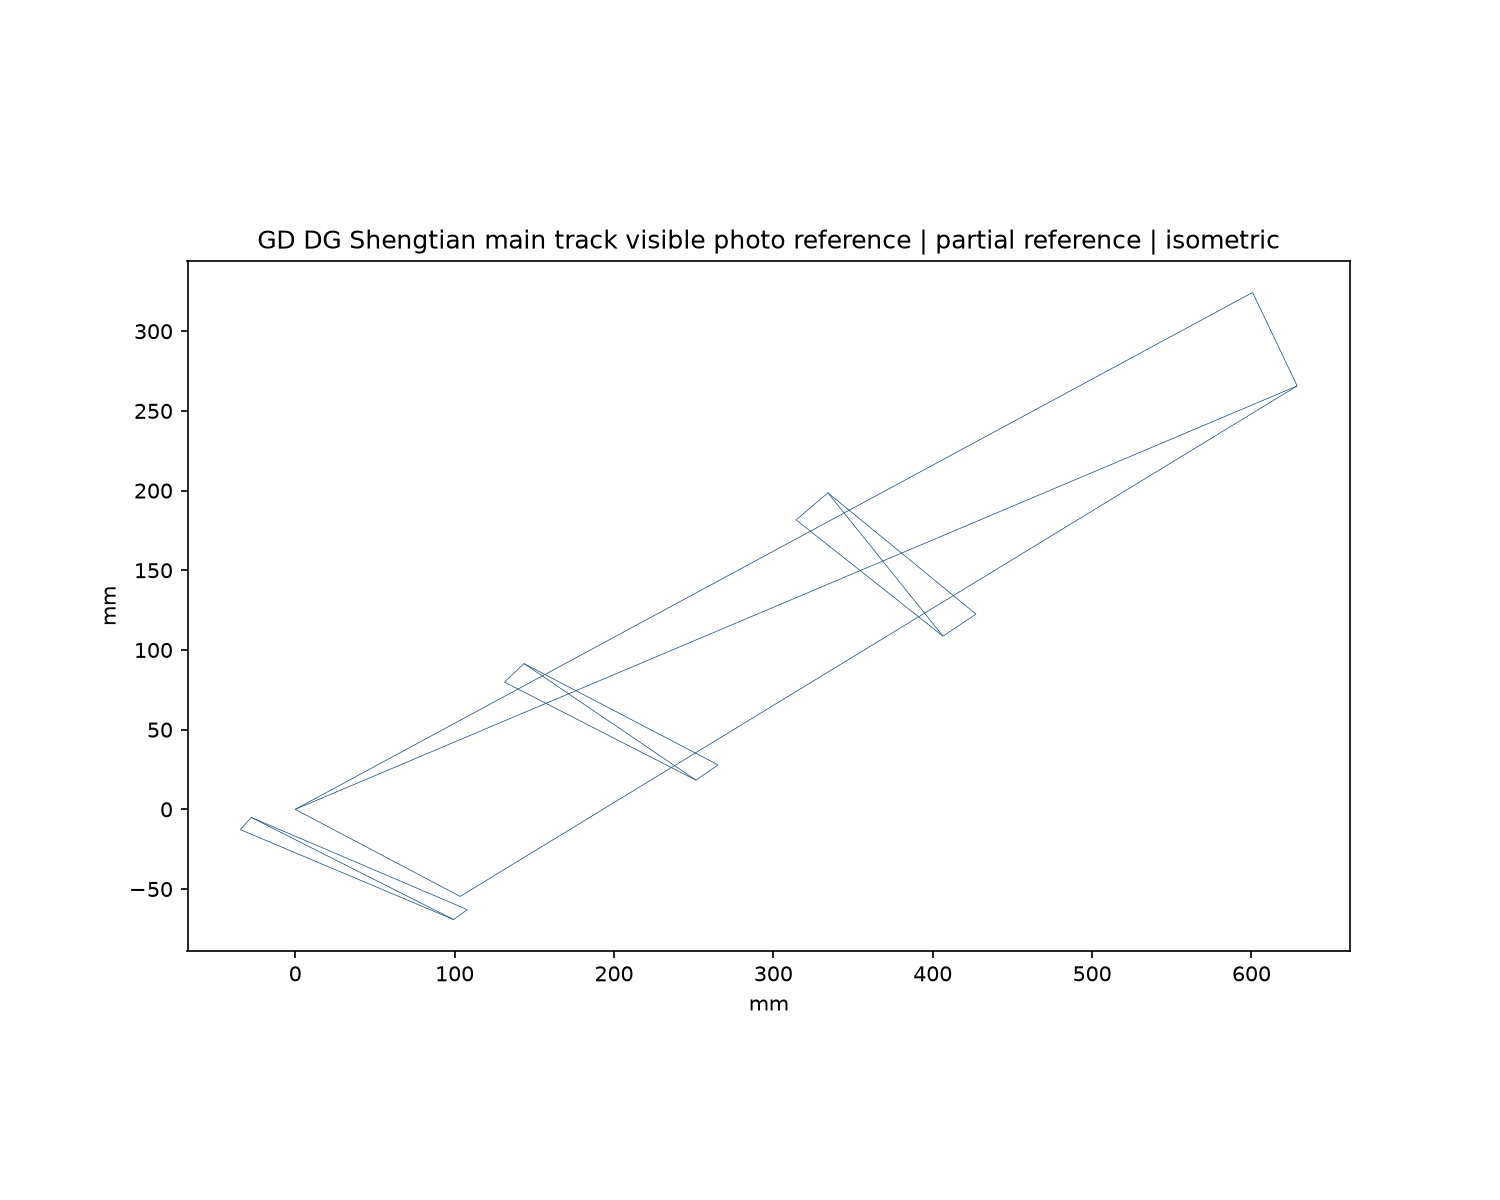 GD DG Shengtian main track visible photo reference | partial reference | isometric
300
250
200
150
100
50
0
−50
mm
0 100 200 300 400 500 600
mm